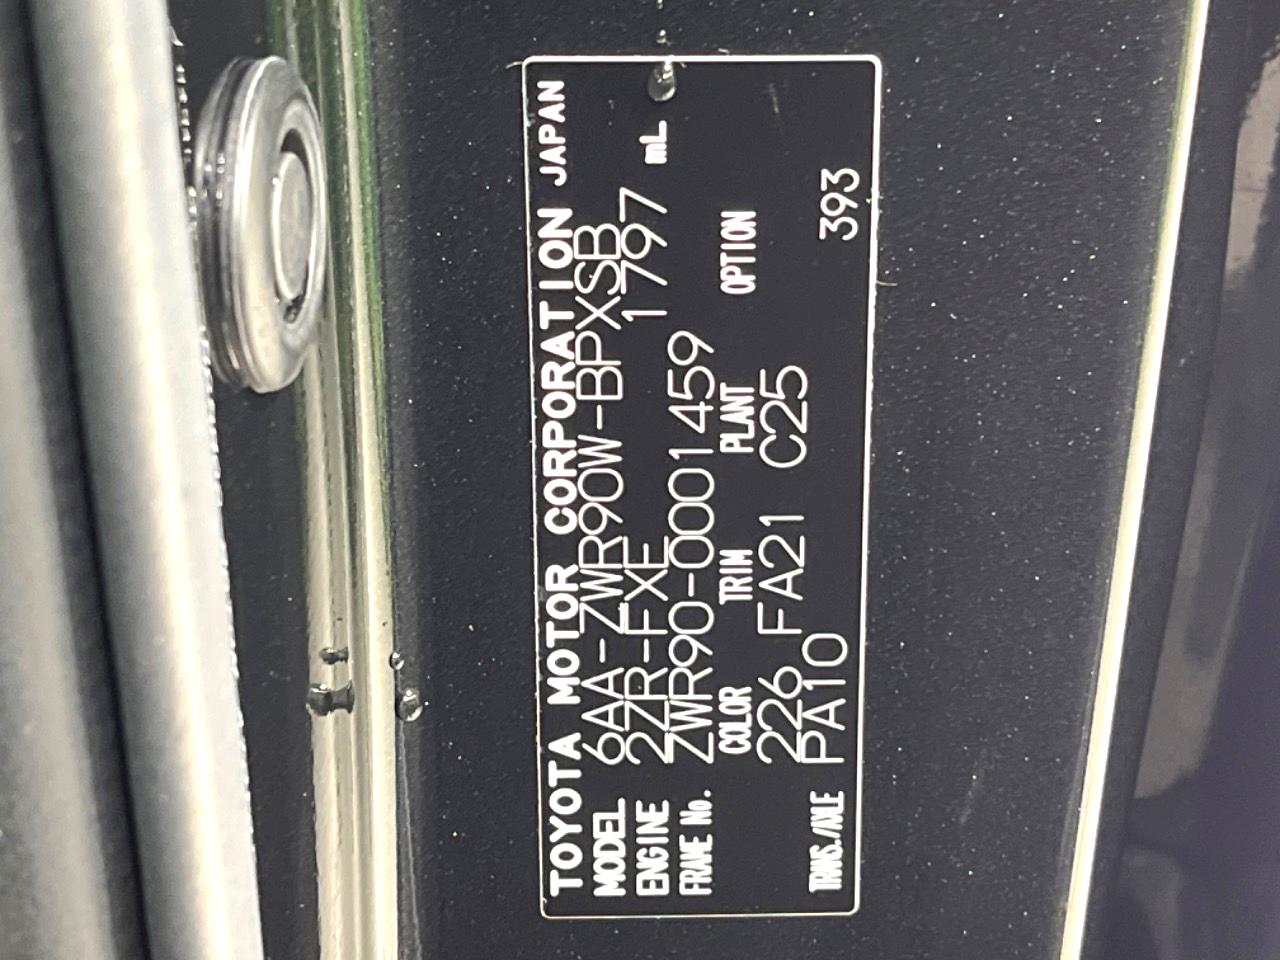 TOYOTA MOTOR CORPORATION JAPAN
MODEL 6AA-ZWR90W-BPXSB
ENGINE 2ZR-FXE 1797 mL
FRAME No. ZWR90-0001459
COLOR TRIM PLANT OPTION
226 FA21 C25
TRANS./AXLE PA10 393